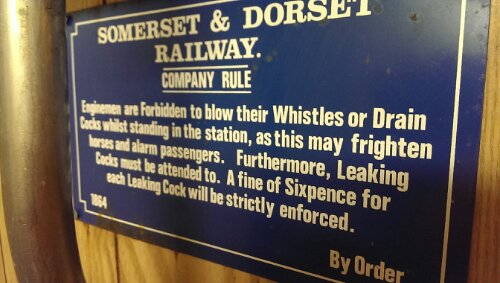 SOMERSET & DORSET
RAILWAY.
COMPANY RULE
Enginemen are Forbidden to blow their Whistles or Drain
Cocks whilst standing in the station, as this may frighten
horses and alarm passengers. Furthermore, Leaking
Cocks must be attended to. A fine of Sixpence for
each Leaking Cock will be strictly enforced.
1864
By Order